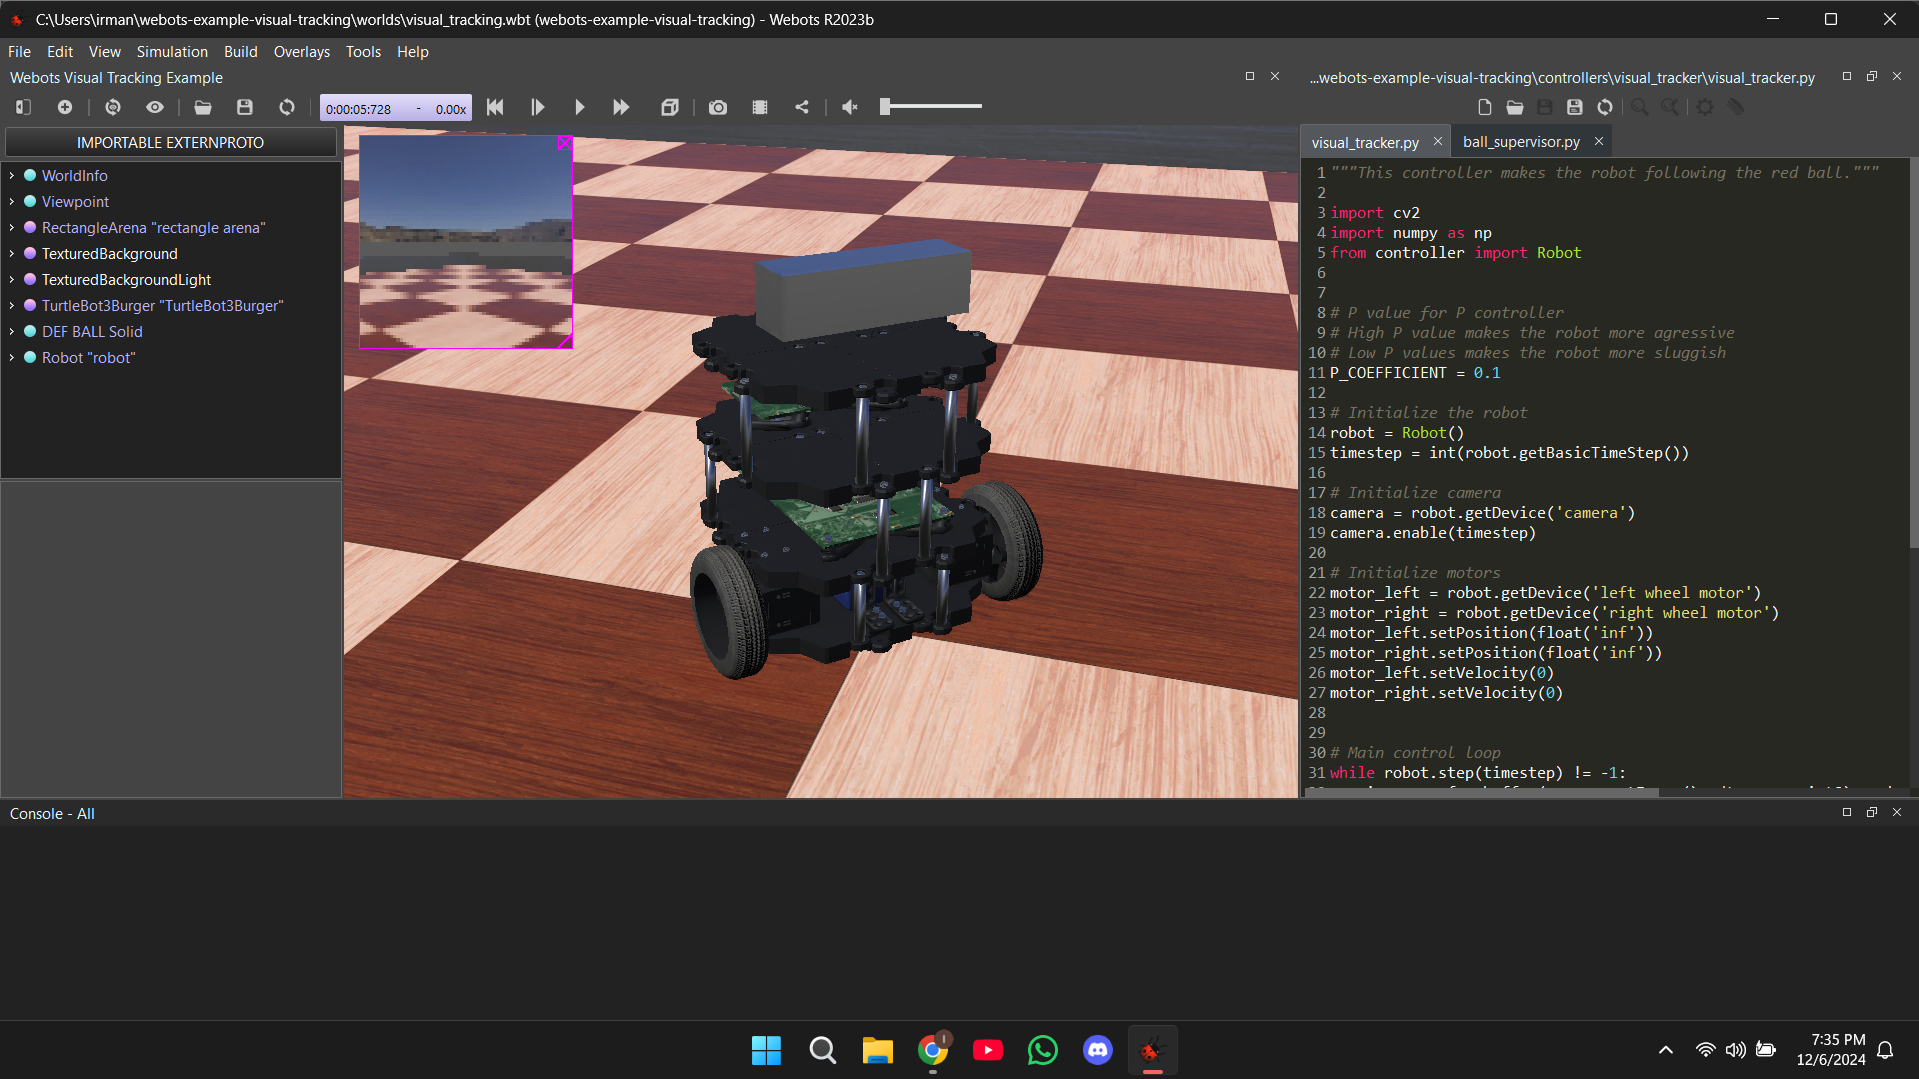 C:\Users\irman\webots-example-visual-tracking\worlds\visual_tracking.wbt (webots-example-visual-tracking) - Webots R2023b
File Edit View Simulation Build Overlays Tools Help
Webots Visual Tracking Example
...webots-example-visual-tracking\controllers\visual_tracker\visual_tracker.py
0:00:05:728 - 0.00x
IMPORTABLE EXTERNPROTO
WorldInfo
Viewpoint
RectangleArena "rectangle arena"
TexturedBackground
TexturedBackgroundLight
TurtleBot3Burger "TurtleBot3Burger"
DEF BALL Solid
Robot "robot"
visual_tracker.py
ball_supervisor.py
1 """This controller makes the robot following the red ball."""
2
3 import cv2
4 import numpy as np
5 from controller import Robot
6
7
8 # P value for P controller
9 # High P value makes the robot more agressive
10 # Low P values makes the robot more sluggish
11 P_COEFFICIENT = 0.1
12
13 # Initialize the robot
14 robot = Robot()
15 timestep = int(robot.getBasicTimeStep())
16
17 # Initialize camera
18 camera = robot.getDevice('camera')
19 camera.enable(timestep)
20
21 # Initialize motors
22 motor_left = robot.getDevice('left wheel motor')
23 motor_right = robot.getDevice('right wheel motor')
24 motor_left.setPosition(float('inf'))
25 motor_right.setPosition(float('inf'))
26 motor_left.setVelocity(0)
27 motor_right.setVelocity(0)
28
29
30 # Main control loop
31 while robot.step(timestep) != -1:
Console - All
7:35 PM
12/6/2024